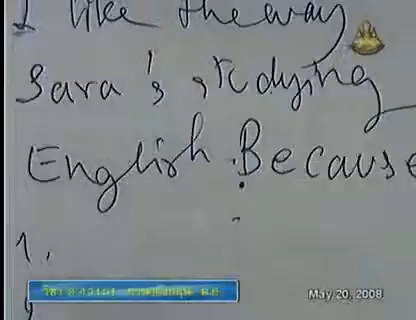 I like the way
Sara's studying
English. Because
1.
May 20, 2008